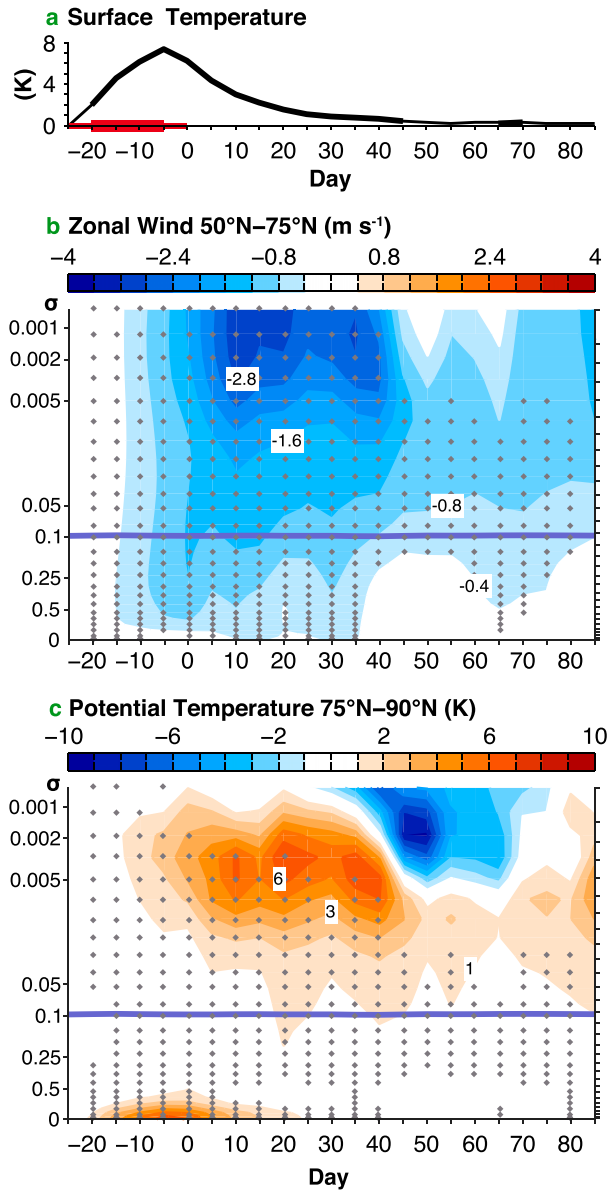 a Surface Temperature
(K)
8
4
0
−20 −10 0 10 20 30 40 50 60 70 80
Day
b Zonal Wind 50°N−75°N (m s⁻¹)
−4 −2.4 −0.8 0.8 2.4 4
σ
0.001
0.002
0.005
0.05
0.1
0.25
0.5
0
-2.8
-1.6
-0.8
-0.4
−20 −10 0 10 20 30 40 50 60 70 80
c Potential Temperature 75°N−90°N (K)
−10 −6 −2 2 6 10
σ
0.001
0.002
0.005
0.05
0.1
0.25
0.5
0
6
3
1
−20 −10 0 10 20 30 40 50 60 70 80
Day